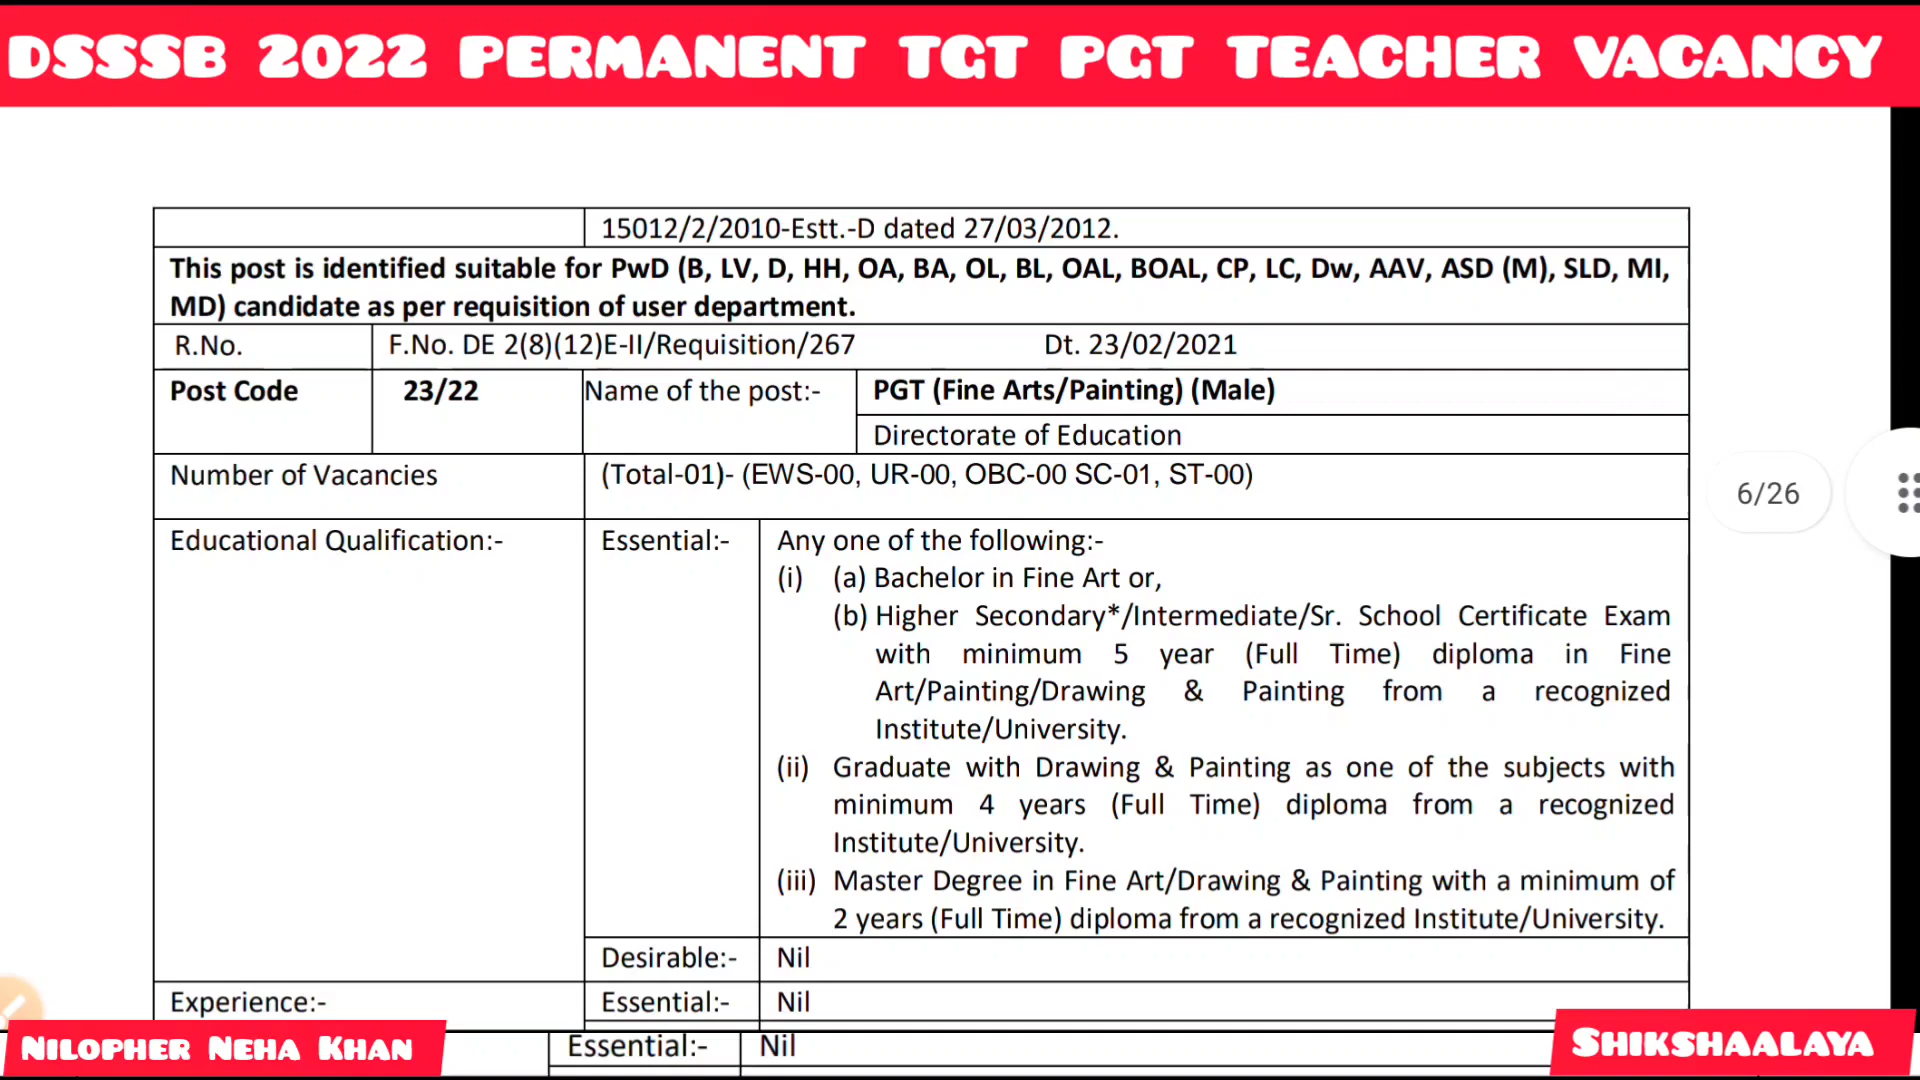 DSSSB 2022 PERMANENT TGT PGT TEACHER VACANCY
15012/2/2010-Estt.-D dated 27/03/2012.
This post is identified suitable for PwD (B, LV, D, HH, OA, BA, OL, BL, OAL, BOAL, CP, LC, Dw, AAV, ASD (M), SLD, MI,
MD) candidate as per requisition of user department.
R.No. F.No. DE 2(8)(12)E-II/Requisition/267 Dt. 23/02/2021
Post Code 23/22 Name of the post:- PGT (Fine Arts/Painting) (Male)
Directorate of Education
Number of Vacancies (Total-01)- (EWS-00, UR-00, OBC-00 SC-01, ST-00)
6/26
Educational Qualification:- Essential:- Any one of the following:-
(i) (a) Bachelor in Fine Art or,
(b) Higher Secondary*/Intermediate/Sr. School Certificate Exam
with minimum 5 year (Full Time) diploma in Fine
Art/Painting/Drawing & Painting from a recognized
Institute/University.
(ii) Graduate with Drawing & Painting as one of the subjects with
minimum 4 years (Full Time) diploma from a recognized
Institute/University.
(iii) Master Degree in Fine Art/Drawing & Painting with a minimum of
2 years (Full Time) diploma from a recognized Institute/University.
Desirable:- Nil
Experience:- Essential:- Nil
Essential:- Nil
NILOPHER NEHA KHAN
SHIKSHAALAYA